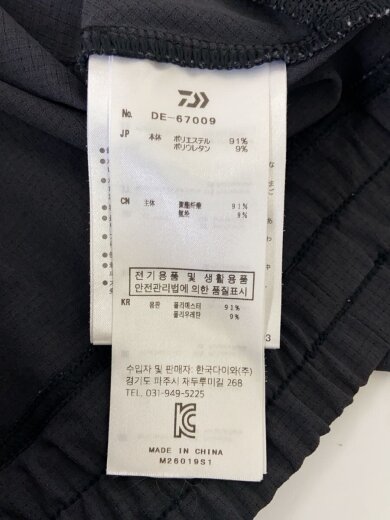 No. DE-67009
JP 本体 ポリエステル 91%
ポリウレタン 9%
CN 主体 聚酯纤维 91%
氨纶 9%
전기용품 및 생활용품
안전관리법에 의한 품질표시
KR 폴리에스터 91%
폴리우레탄 9%
수입자 및 판매자: 한국다이와(주)
경기도 파주시 재두루미길 268
TEL. 031-949-5225
MADE IN CHINA
M26019S1